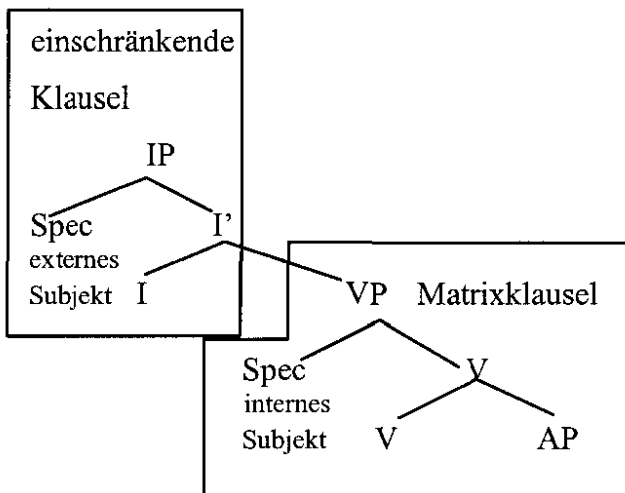 einschränkende
Klausel
IP
Spec I'
externes
Subjekt I VP Matrixklausel
Spec V
internes
Subjekt V AP